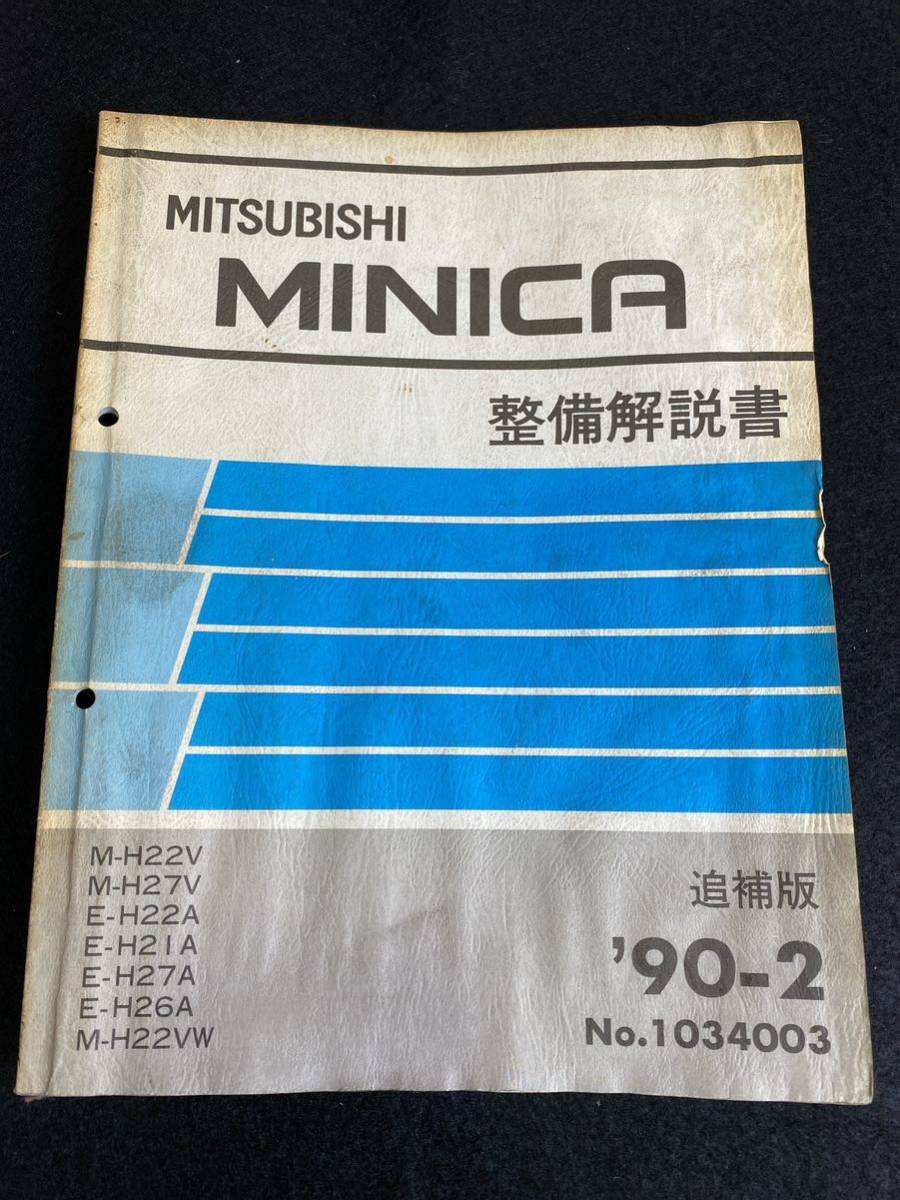 MITSUBISHI
MINICA
整備解説書
M-H22V
M-H27V
E-H22A
E-H21A
E-H27A
E-H26A
M-H22VW
追補版
'90-2
No.1034003